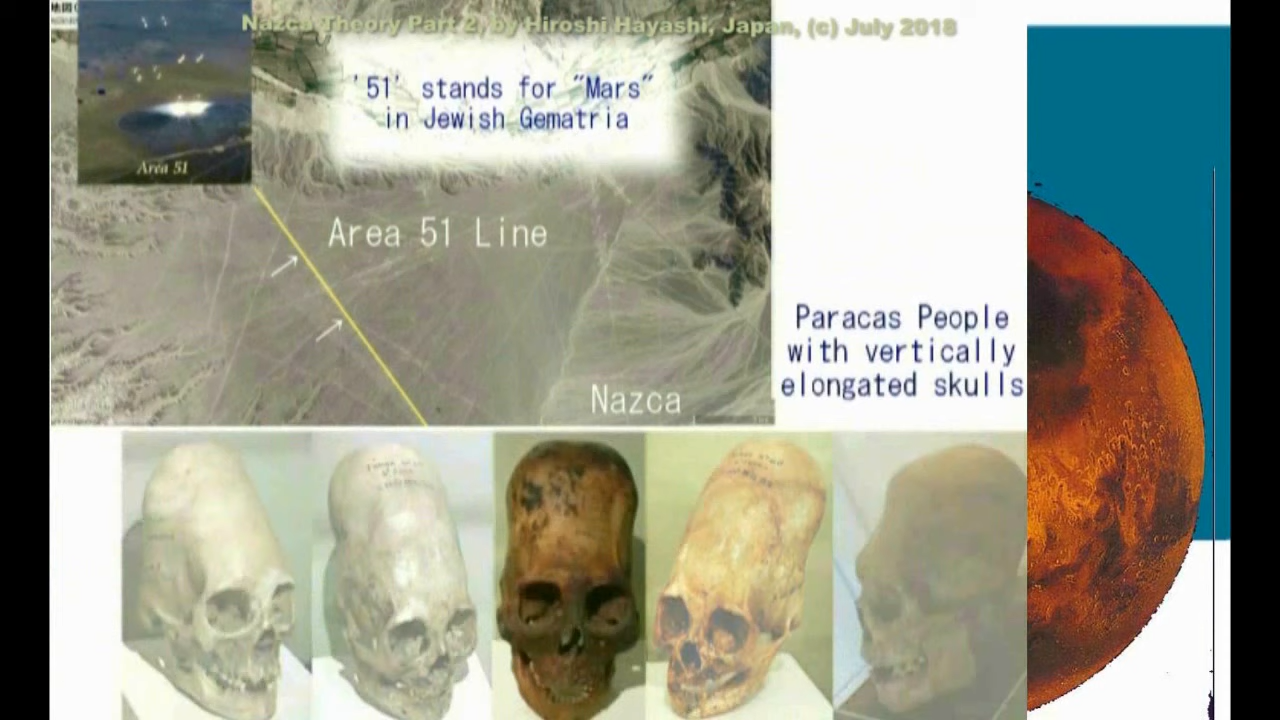 Nazca Theory Part 2, by Hiroshi Hayashi, Japan, (c) July 2018
'51' stands for "Mars"
in Jewish Gematria
Area 51
Area 51 Line
Paracas People
with vertically
elongated skulls
Nazca